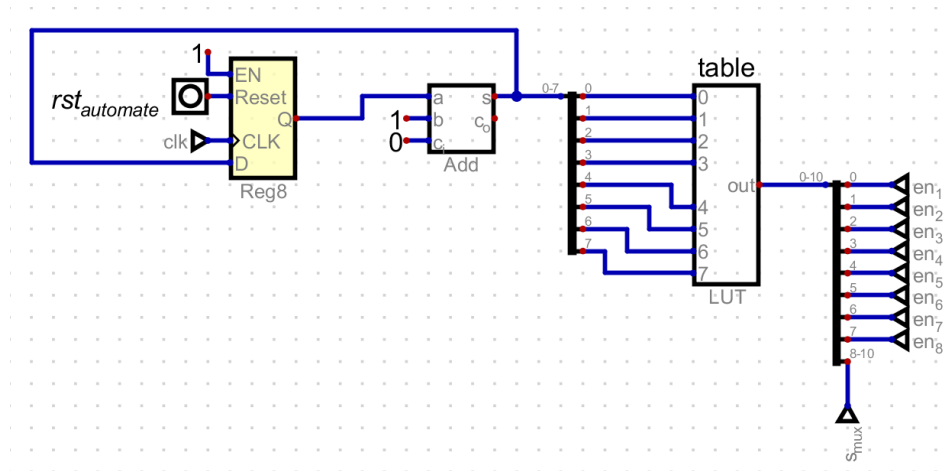 table
1
EN
rst_automate
Reset
Q
clk
CLK
D
Reg8
a
s
1
b
c_o
0
c_i
Add
0-7
0
1
2
3
4
5
6
7
0
1
2
3
4
5
6
7
out
LUT
0-10
0
1
2
3
4
5
6
7
8-10
en_1
en_2
en_3
en_4
en_5
en_6
en_7
en_8
s_mux